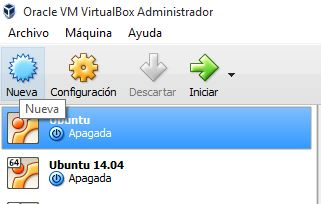 Oracle VM VirtualBox Administrador
Archivo Máquina Ayuda
Nueva Configuración Descartar Iniciar
Nueva
Ubuntu
Apagada
64
Ubuntu 14.04
Apagada